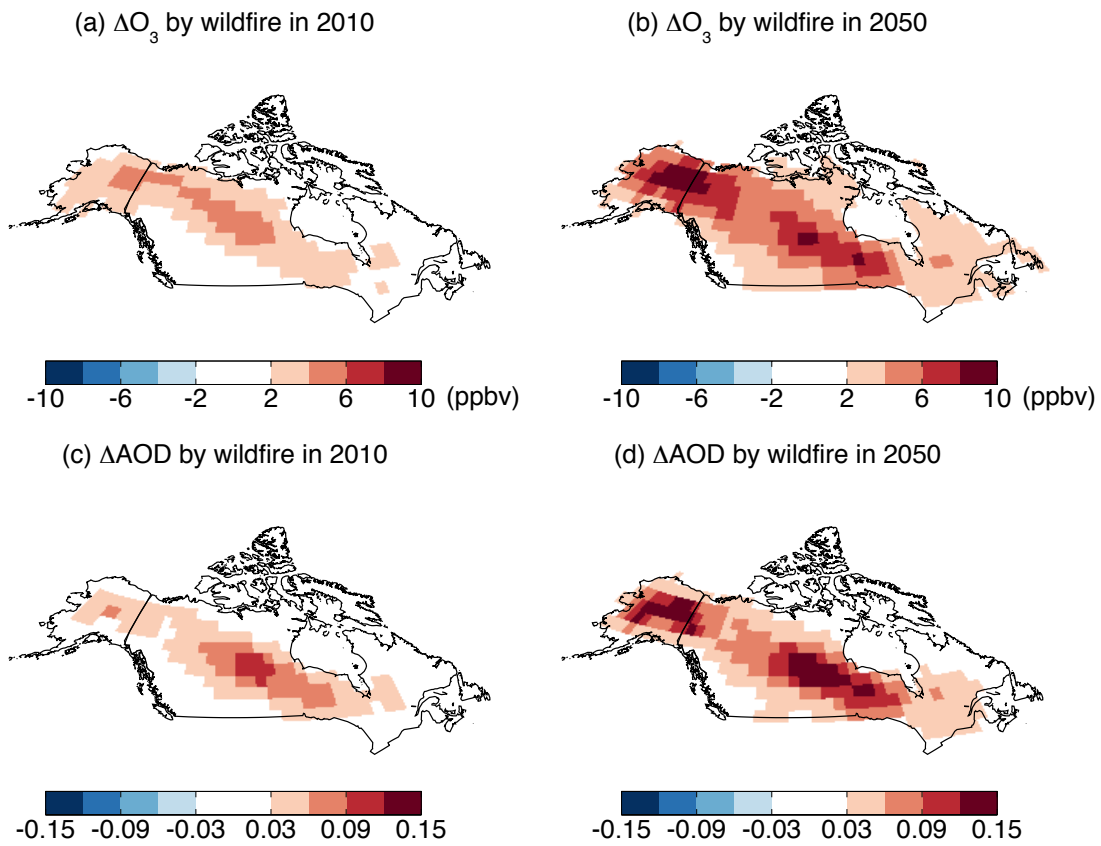 (a) ΔO3 by wildfire in 2010
(b) ΔO3 by wildfire in 2050
-10 -6 -2 2 6 10 (ppbv)
-10 -6 -2 2 6 10 (ppbv)
(c) ΔAOD by wildfire in 2010
(d) ΔAOD by wildfire in 2050
-0.15 -0.09 -0.03 0.03 0.09 0.15
-0.15 -0.09 -0.03 0.03 0.09 0.15